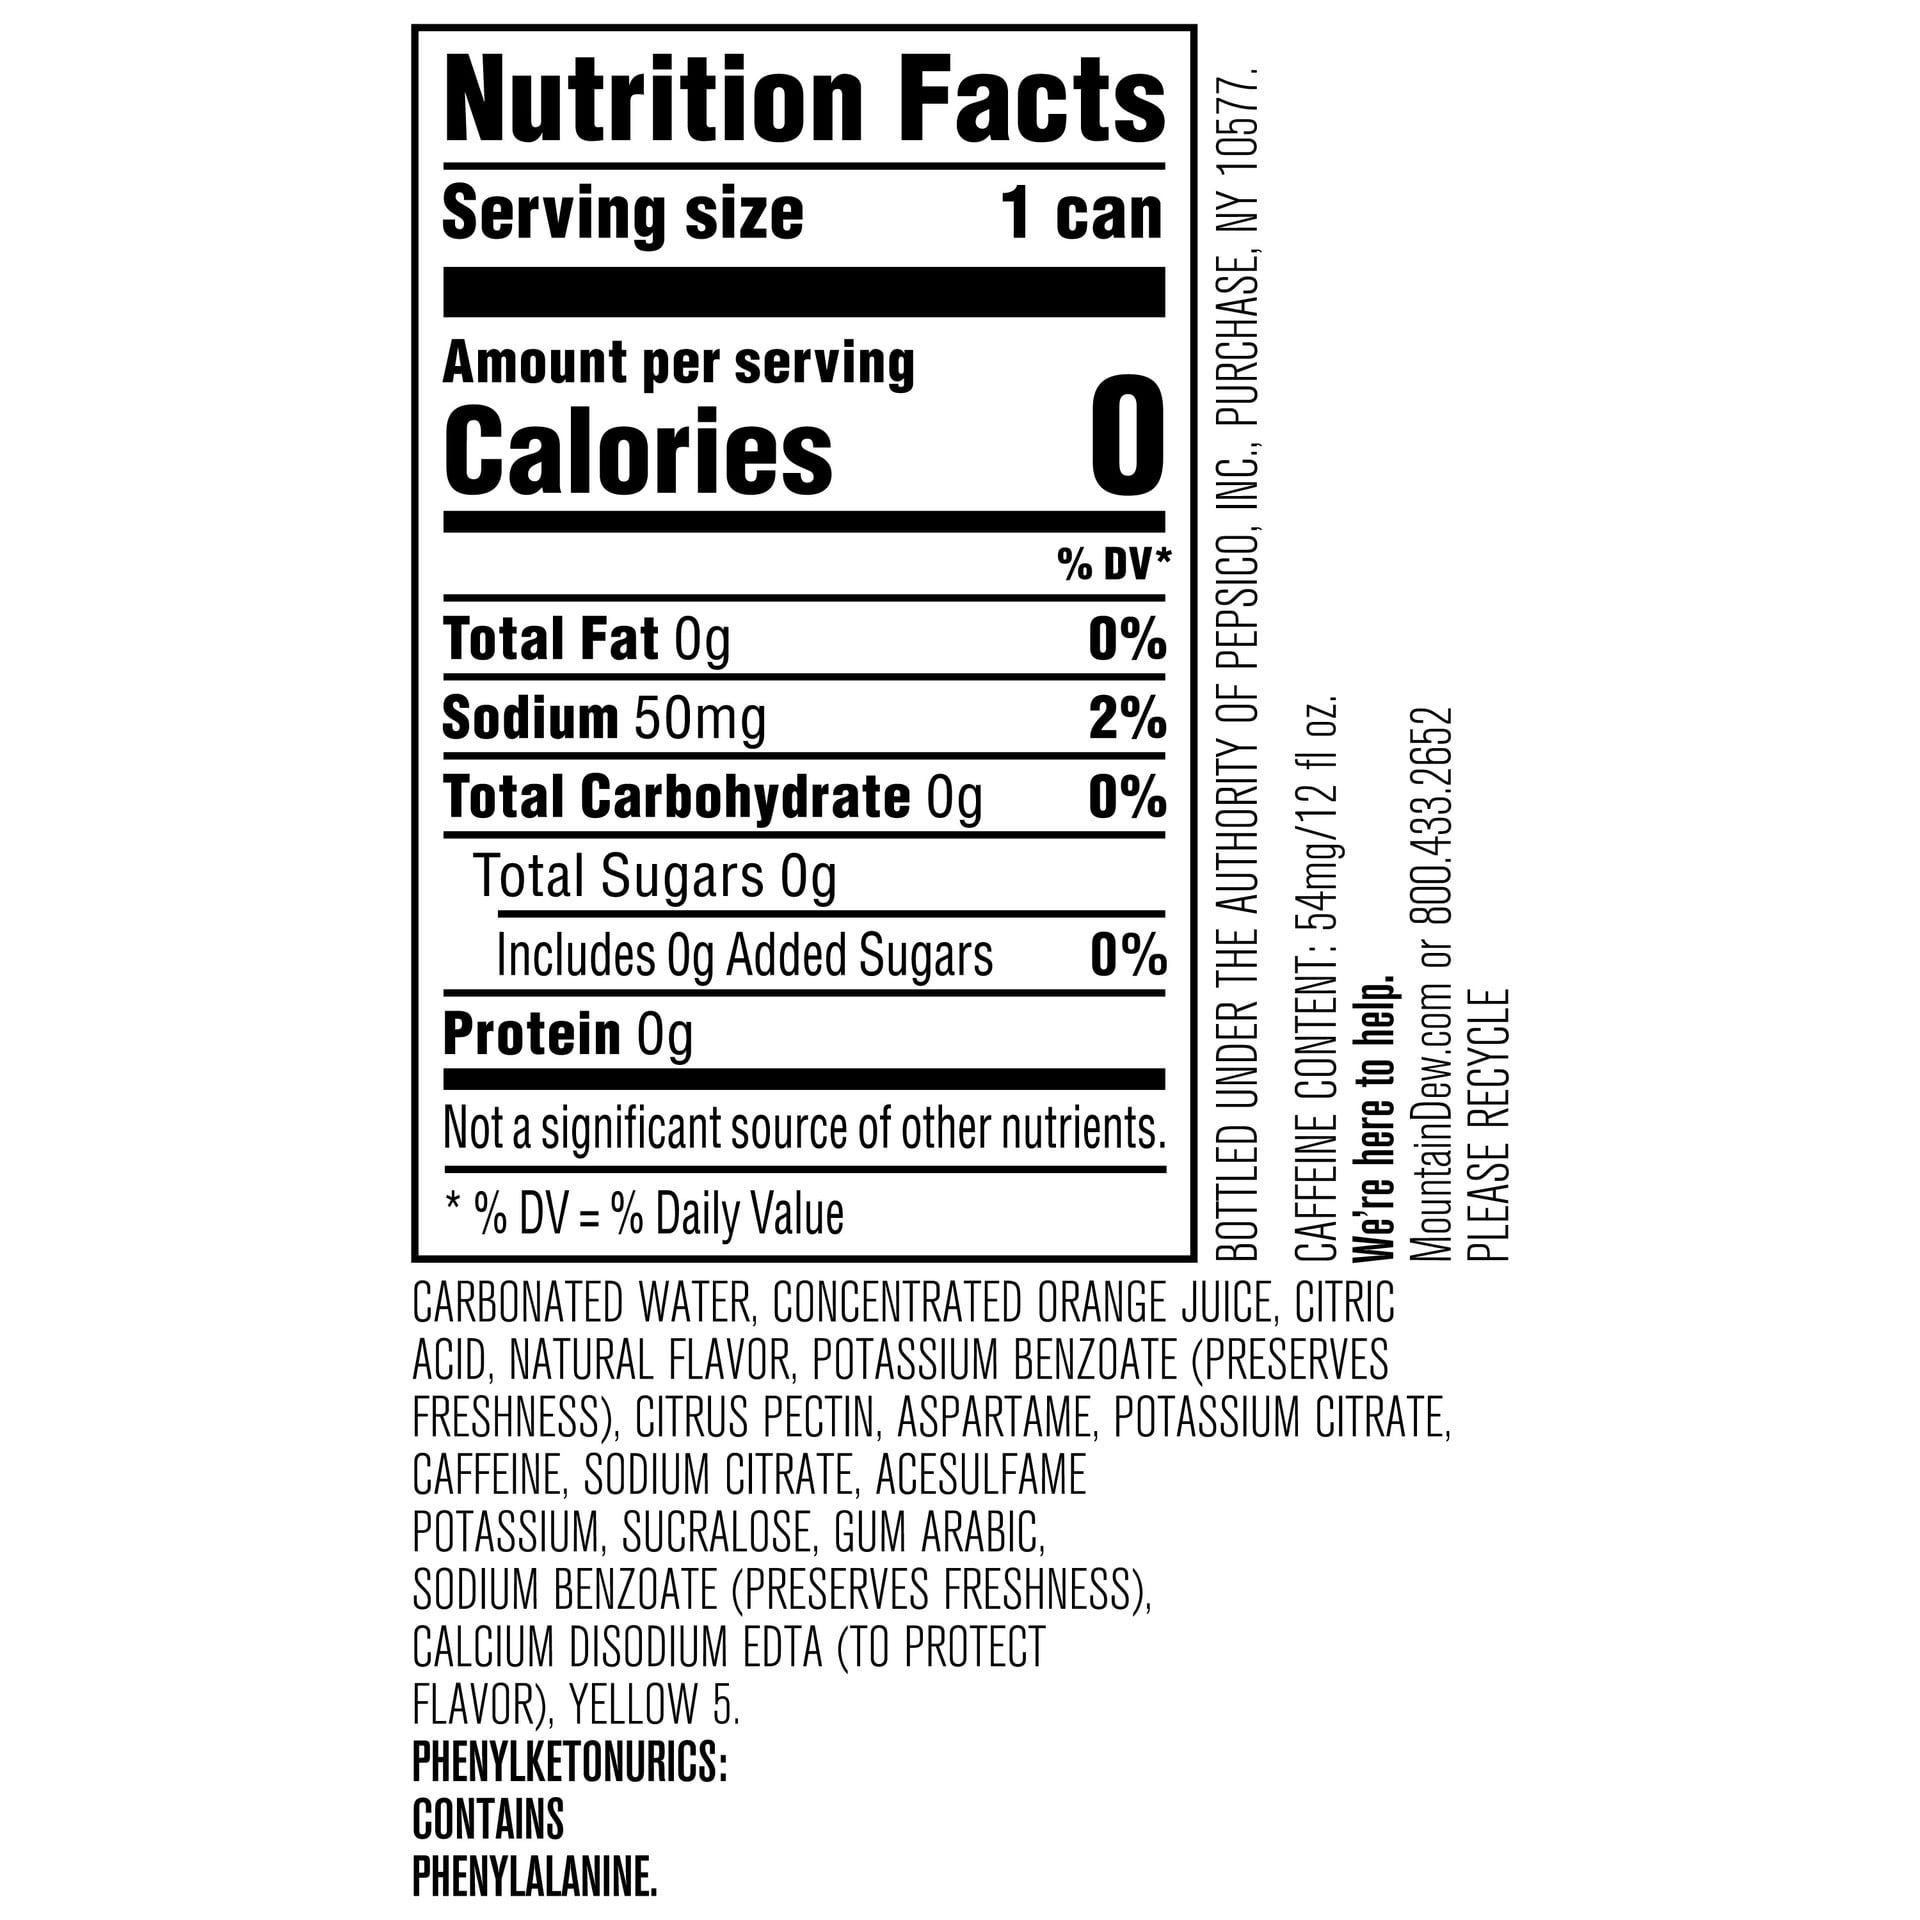 Nutrition Facts
Serving size 1 can
Amount per serving
Calories 0
% DV*
Total Fat 0g 0%
Sodium 50mg 2%
Total Carbohydrate 0g 0%
Total Sugars 0g
Includes 0g Added Sugars 0%
Protein 0g
Not a significant source of other nutrients.
* % DV = % Daily Value
BOTTLED UNDER THE AUTHORITY OF PEPSICO, INC., PURCHASE, NY 10577.
CAFFEINE CONTENT: 54mg/12 fl oz.
We're here to help.
MountainDew.com or 800.433.2652
PLEASE RECYCLE
CARBONATED WATER, CONCENTRATED ORANGE JUICE, CITRIC
ACID, NATURAL FLAVOR, POTASSIUM BENZOATE (PRESERVES
FRESHNESS), CITRUS PECTIN, ASPARTAME, POTASSIUM CITRATE,
CAFFEINE, SODIUM CITRATE, ACESULFAME
POTASSIUM, SUCRALOSE, GUM ARABIC,
SODIUM BENZOATE (PRESERVES FRESHNESS),
CALCIUM DISODIUM EDTA (TO PROTECT
FLAVOR), YELLOW 5.
PHENYLKETONURICS:
CONTAINS
PHENYLALANINE.